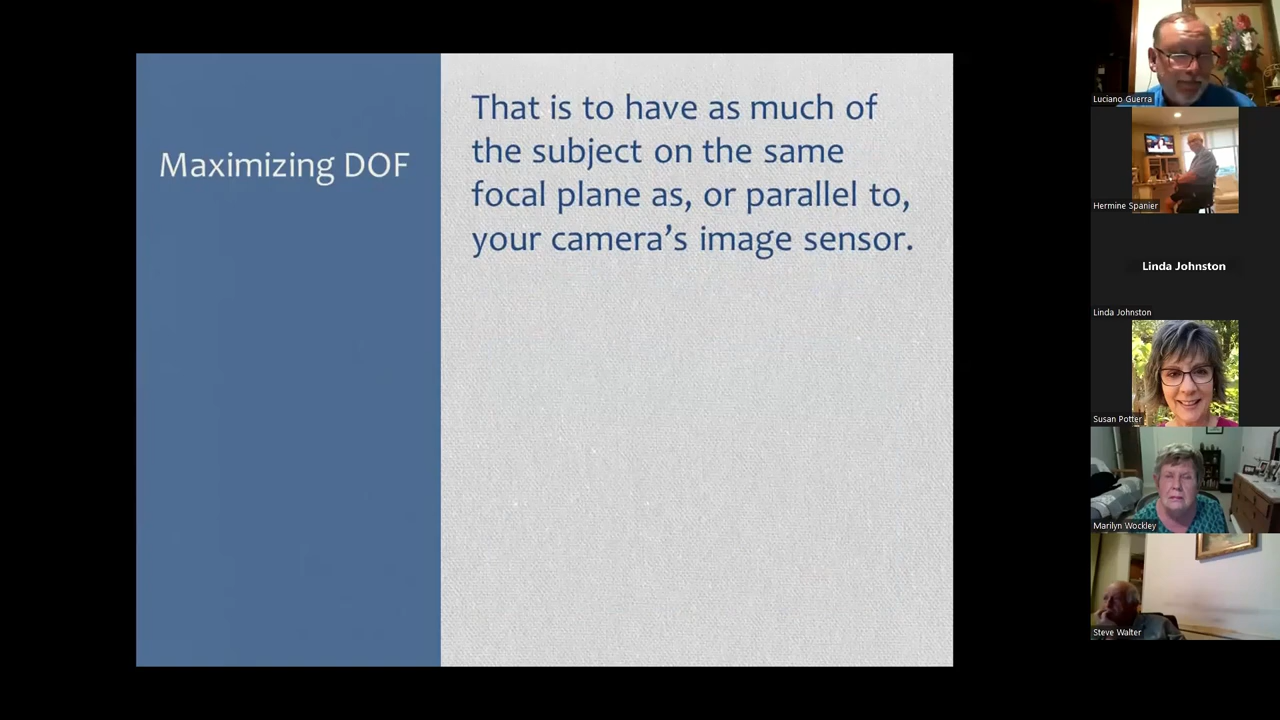 Maximizing DOF
That is to have as much of
the subject on the same
focal plane as, or parallel to,
your camera’s image sensor.
Luciano Guerra
Hermine Spanier
Linda Johnston
Linda Johnston
Susan Potter
Marilyn Wockley
Steve Walter